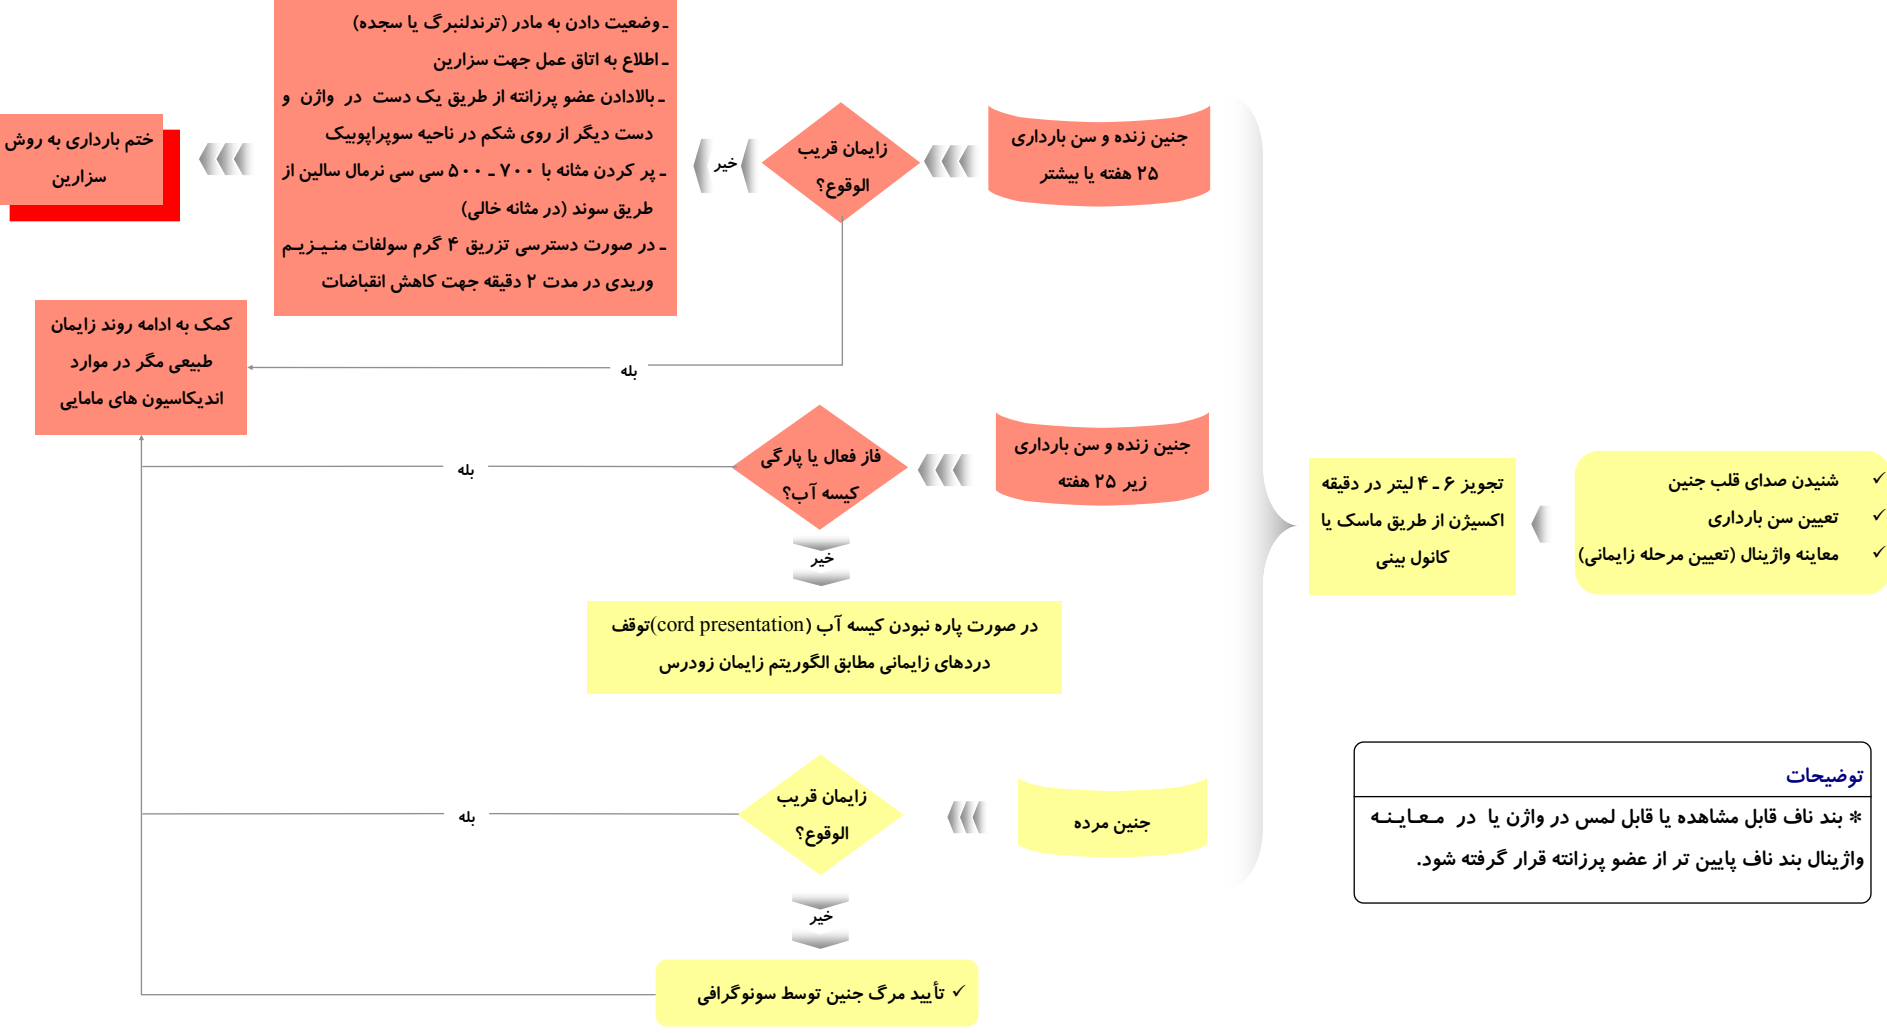 ✓ شنیدن صدای قلب جنین
✓ تعیین سن بارداری
✓ معاینه واژینال (تعیین مرحله زایمانی)
تجویز ۶ ـ ۴ لیتر در دقیقه
اکسیژن از طریق ماسک یا
کانول بینی
جنین زنده و سن بارداری
۲۵ هفته یا بیشتر
زایمان قریب
الوقوع؟
خیر
ـ وضعیت دادن به مادر (ترندلنبرگ یا سجده)
ـ اطلاع به اتاق عمل جهت سزارین
ـ بالادادن عضو پرزانته از طریق یک دست در واژن و
دست دیگر از روی شکم در ناحیه سوپراپوبیک
ـ پر کردن مثانه با ۷۰۰ ـ ۵۰۰ سی سی نرمال سالین از
طریق سوند (در مثانه خالی)
ـ در صورت دسترسی تزریق ۴ گرم سولفات منیـزیـم
وریدی در مدت ۲ دقیقه جهت کاهش انقباضات
ختم بارداری به روش
سزارین
بله
کمک به ادامه روند زایمان
طبیعی مگر در موارد
اندیکاسیون های مامایی
جنین زنده و سن بارداری
زیر ۲۵ هفته
فاز فعال یا پارگی
کیسه آب؟
بله
خیر
در صورت پاره نبودن کیسه آب (cord presentation)توقف
دردهای زایمانی مطابق الگوریتم زایمان زودرس
جنین مرده
زایمان قریب
الوقوع؟
بله
خیر
✓ تأیید مرگ جنین توسط سونوگرافی
توضیحات
* بند ناف قابل مشاهده یا قابل لمس در واژن یا در مـعـایـنـه
واژینال بند ناف پایین تر از عضو پرزانته قرار گرفته شود.